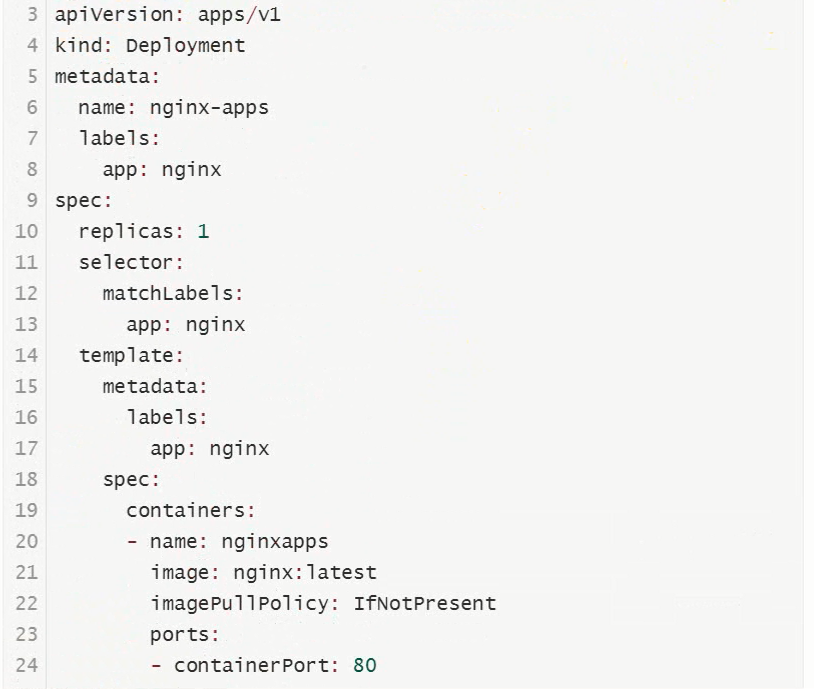 3 apiVersion: apps/v1
4 kind: Deployment
5 metadata:
6   name: nginx-apps
7   labels:
8     app: nginx
9 spec:
10   replicas: 1
11   selector:
12     matchLabels:
13       app: nginx
14   template:
15     metadata:
16       labels:
17         app: nginx
18     spec:
19       containers:
20       - name: nginxapps
21         image: nginx:latest
22         imagePullPolicy: IfNotPresent
23         ports:
24         - containerPort: 80